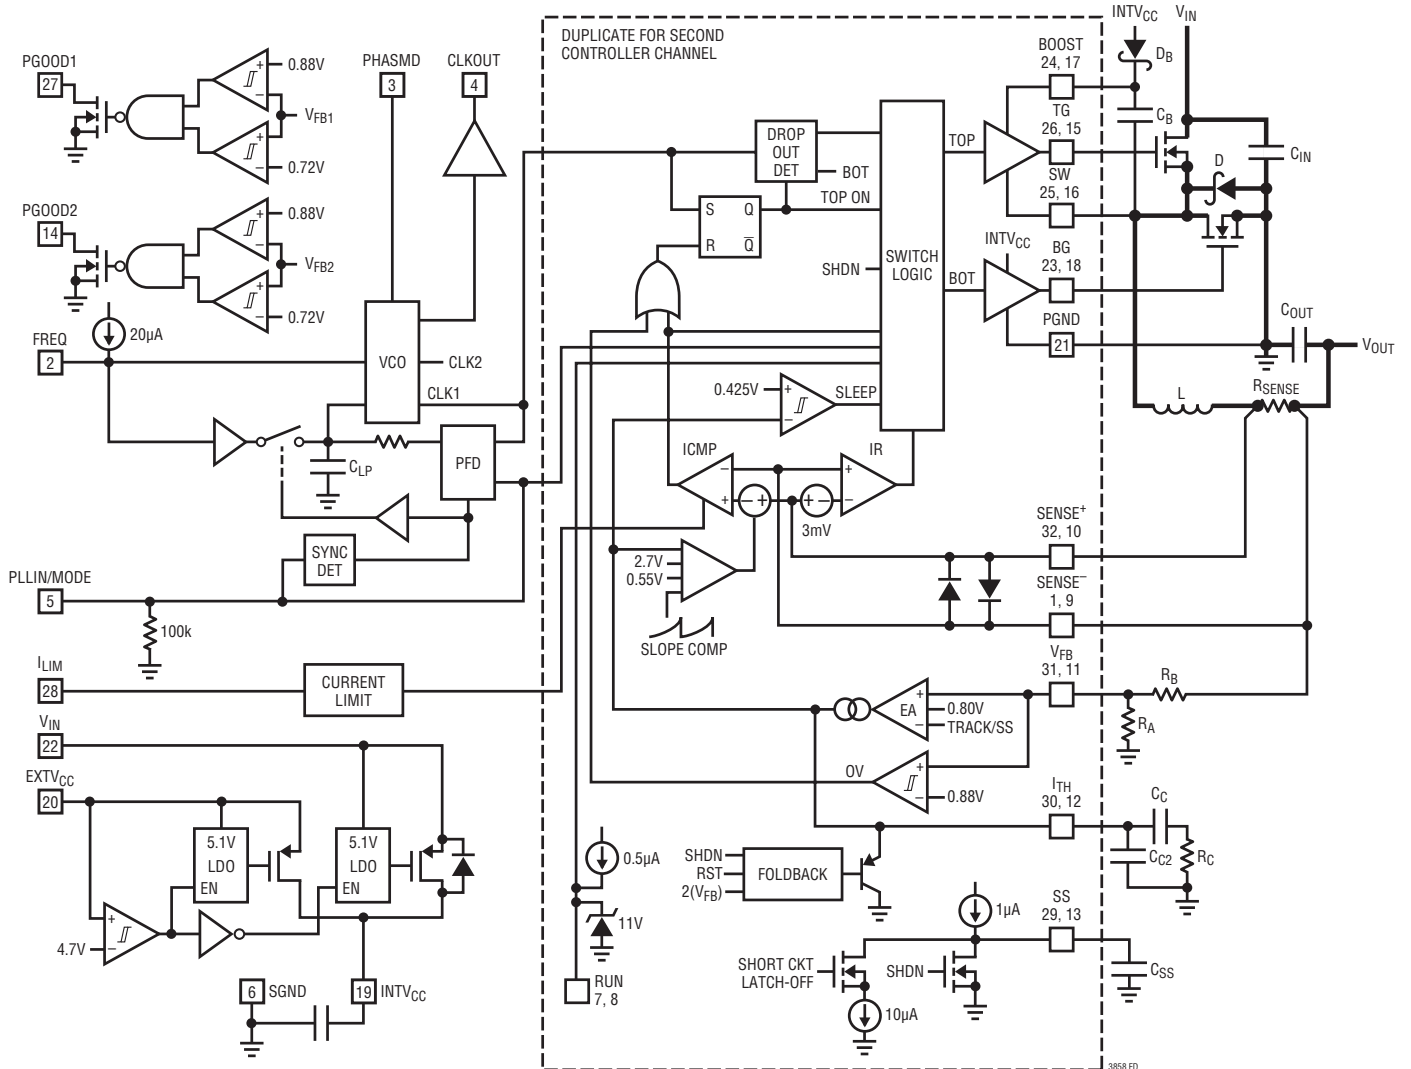 DUPLICATE FOR SECOND
CONTROLLER CHANNEL
PGOOD1
27
0.88V
VFB1
0.72V
PGOOD2
14
0.88V
VFB2
0.72V
PHASMD
3
CLKOUT
4
20µA
FREQ
2
VCO
CLK2
CLK1
CLP
PFD
SYNC
DET
PLLIN/MODE
5
100k
ILIM
28
CURRENT
LIMIT
VIN
22
EXTVCC
20
5.1V
LDO
EN
5.1V
LDO
EN
+
4.7V
−
6
SGND
19
INTVCC
DROP
OUT
DET
BOT
TOP ON
S
Q
R
Q̅
SHDN
SWITCH
LOGIC
TOP
BOT
INTVCC
0.425V
+
−
SLEEP
ICMP
−
+
− +
+ −
3mV
IR
+
−
2.7V
0.55V
SLOPE COMP
EA
+
0.80V
−
TRACK/SS
OV
+
−
0.88V
0.5µA
11V
RUN
7, 8
SHDN
RST
2(VFB)
FOLDBACK
1µA
SHORT CKT
LATCH-OFF
SHDN
10µA
BOOST
24, 17
TG
26, 15
SW
25, 16
BG
23, 18
PGND
21
SENSE+
32, 10
SENSE−
1, 9
VFB
31, 11
ITH
30, 12
SS
29, 13
INTVCC
VIN
DB
CB
D
CIN
COUT
VOUT
L
RSENSE
RB
RA
CC
CC2
RC
CSS
3858 FD